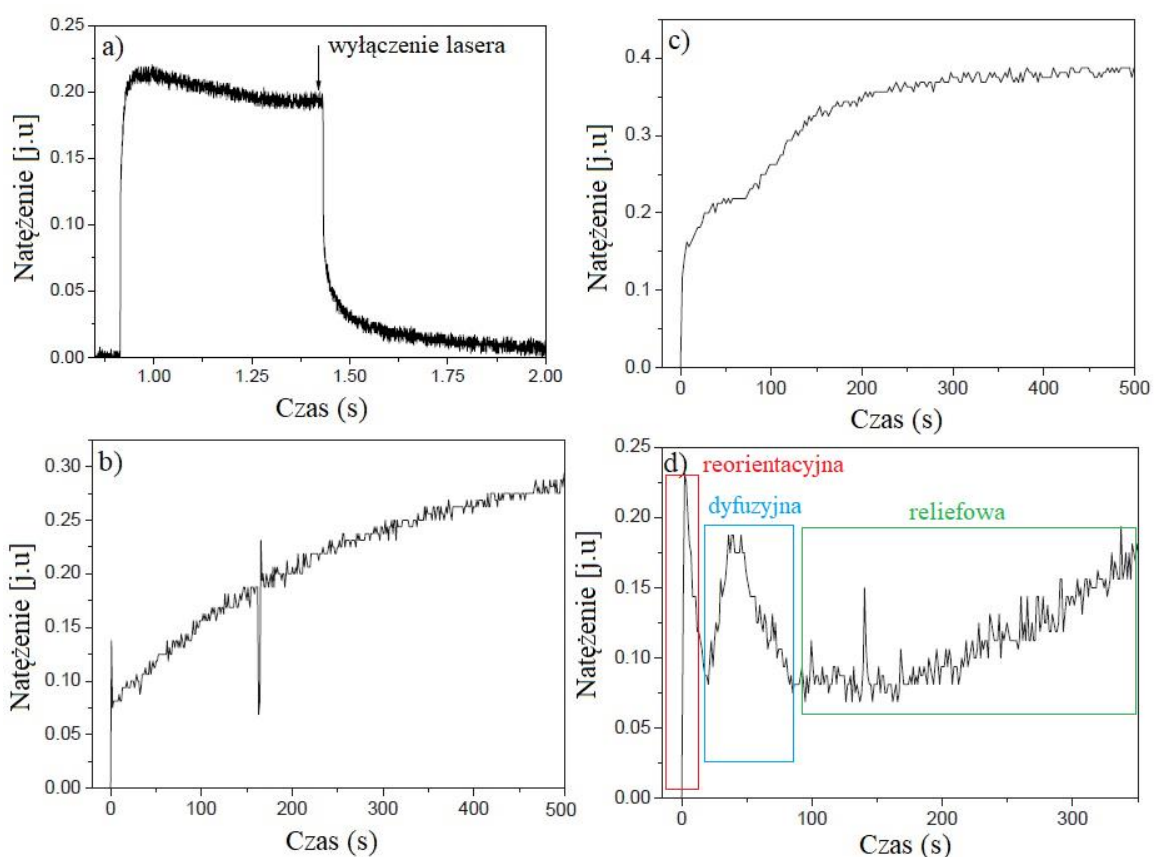 a)
wyłączenie lasera
Natężenie [j.u]
0.25
0.20
0.15
0.10
0.05
0.00
1.00 1.25 1.50 1.75 2.00
Czas (s)
c)
Natężenie [j.u]
0.4
0.3
0.2
0.1
0.0
0 100 200 300 400 500
Czas (s)
b)
Natężenie [j.u]
0.30
0.25
0.20
0.15
0.10
0.05
0.00
0 100 200 300 400 500
Czas (s)
d)
reorientacyjna
dyfuzyjna
reliefowa
Natężenie [j.u]
0.25
0.20
0.15
0.10
0.05
0.00
0 100 200 300
Czas (s)